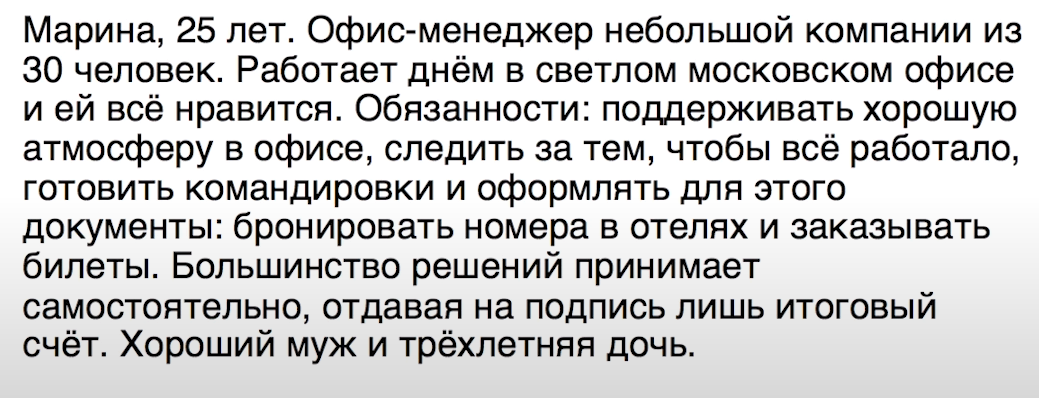 Марина, 25 лет. Офис-менеджер небольшой компании из
30 человек. Работает днём в светлом московском офисе
и ей всё нравится. Обязанности: поддерживать хорошую
атмосферу в офисе, следить за тем, чтобы всё работало,
готовить командировки и оформлять для этого
документы: бронировать номера в отелях и заказывать
билеты. Большинство решений принимает
самостоятельно, отдавая на подпись лишь итоговый
счёт. Хороший муж и трёхлетняя дочь.